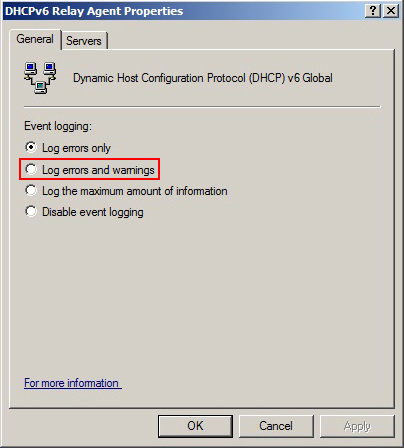 DHCPv6 Relay Agent Properties
General
Servers
Dynamic Host Configuration Protocol (DHCP) v6 Global
Event logging:
Log errors only
Log errors and warnings
Log the maximum amount of information
Disable event logging
For more information
OK
Cancel
Apply